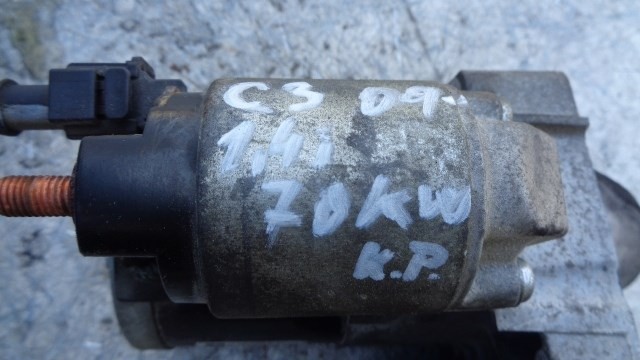 C3 09-
1,4i
70KW
K.P.